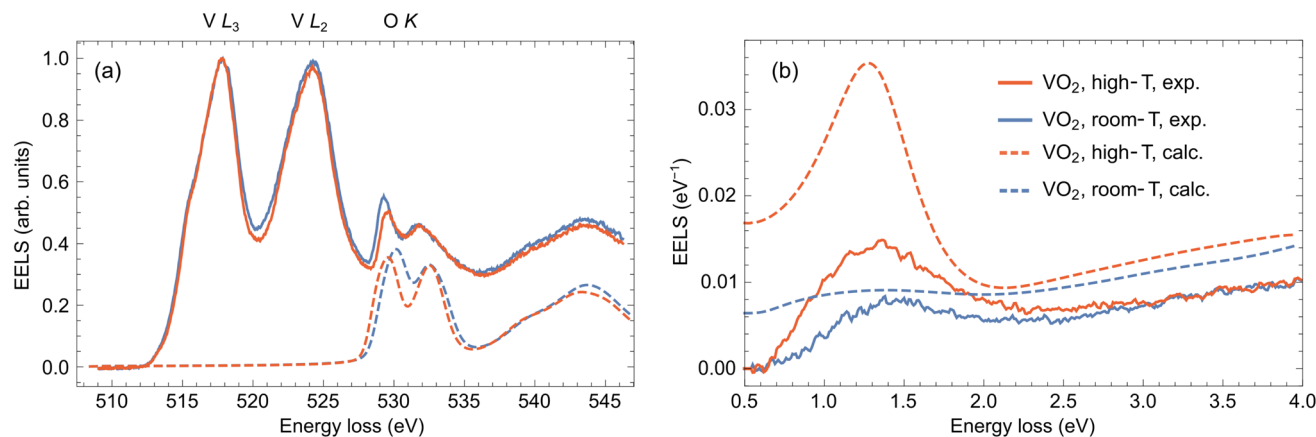 V L3 V L2 O K
(a)
EELS (arb. units)
1.0
0.8
0.6
0.4
0.2
0.0
510 515 520 525 530 535 540 545
Energy loss (eV)
(b)
EELS (eV⁻¹)
0.03
0.02
0.01
0.00
0.5 1.0 1.5 2.0 2.5 3.0 3.5 4.0
Energy loss (eV)
VO₂, high-T, exp.
VO₂, room-T, exp.
VO₂, high-T, calc.
VO₂, room-T, calc.